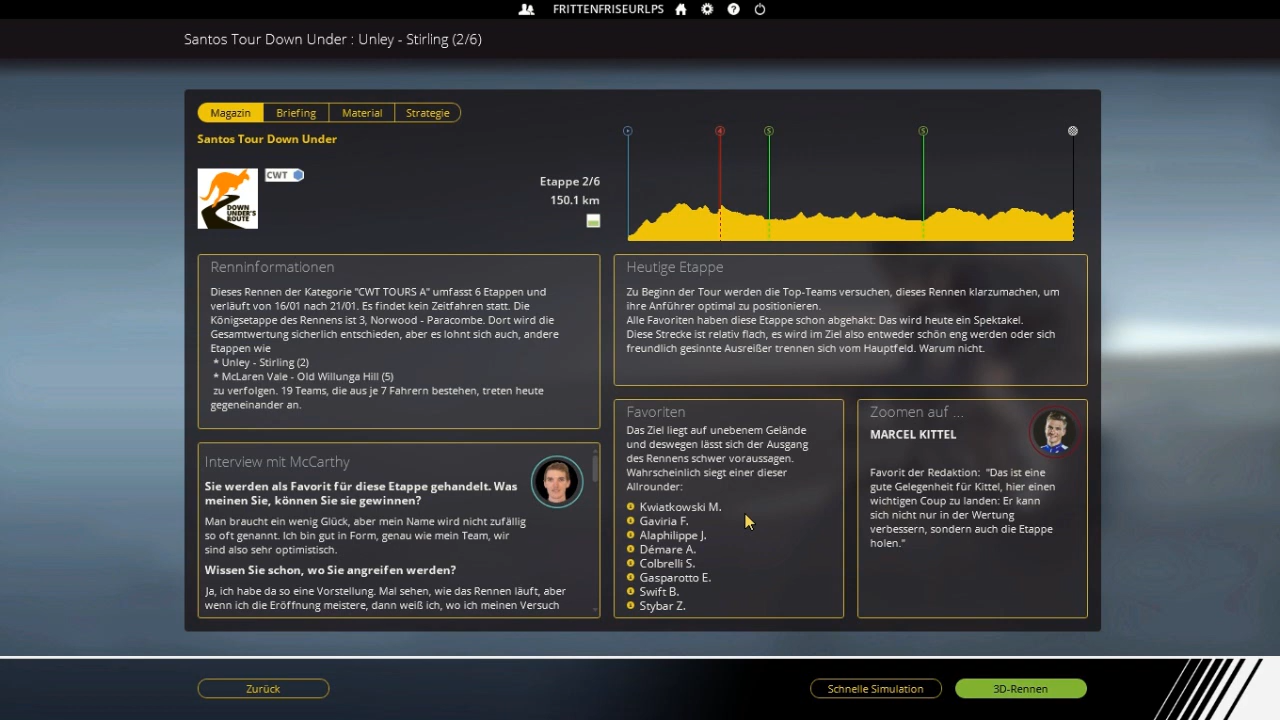 FRITTENFRISEURLPS
Santos Tour Down Under : Unley - Stirling (2/6)
Magazin
Briefing
Material
Strategie
Santos Tour Down Under
DOWN
UNDER'S
ROUTE
CWT
Etappe 2/6
150.1 km
4
S
S
Renninformationen
Dieses Rennen der Kategorie "CWT TOURS A" umfasst 6 Etappen und
verläuft von 16/01 nach 21/01. Es findet kein Zeitfahren statt. Die
Königsetappe des Rennens ist 3, Norwood - Paracombe. Dort wird die
Gesamtwertung sicherlich entschieden, aber es lohnt sich auch, andere
Etappen wie
* Unley - Stirling (2)
* McLaren Vale - Old Willunga Hill (5)
zu verfolgen. 19 Teams, die aus je 7 Fahrern bestehen, treten heute
gegeneinander an.
Heutige Etappe
Zu Beginn der Tour werden die Top-Teams versuchen, dieses Rennen klarzumachen, um
ihre Anführer optimal zu positionieren.
Alle Favoriten haben diese Etappe schon abgehakt: Das wird heute ein Spektakel.
Diese Strecke ist relativ flach, es wird im Ziel also entweder schön eng werden oder sich
freundlich gesinnte Ausreißer trennen sich vom Hauptfeld. Warum nicht.
Interview mit McCarthy
Sie werden als Favorit für diese Etappe gehandelt. Was
meinen Sie, können Sie sie gewinnen?
Man braucht ein wenig Glück, aber mein Name wird nicht zufällig
so oft genannt. Ich bin gut in Form, genau wie mein Team, wir
sind also sehr optimistisch.
Wissen Sie schon, wo Sie angreifen werden?
Ja, ich habe da so eine Vorstellung. Mal sehen, wie das Rennen läuft, aber
wenn ich die Eröffnung meistere, dann weiß ich, wo ich meinen Versuch
Favoriten
Das Ziel liegt auf unebenem Gelände
und deswegen lässt sich der Ausgang
des Rennens schwer voraussagen.
Wahrscheinlich siegt einer dieser
Allrounder:
Kwiatkowski M.
Gaviria F.
Alaphilippe J.
Démare A.
Colbrelli S.
Gasparotto E.
Swift B.
Stybar Z.
Zoomen auf ...
MARCEL KITTEL
Favorit der Redaktion: "Das ist eine
gute Gelegenheit für Kittel, hier einen
wichtigen Coup zu landen: Er kann
sich nicht nur in der Wertung
verbessern, sondern auch die Etappe
holen."
Zurück
Schnelle Simulation
3D-Rennen